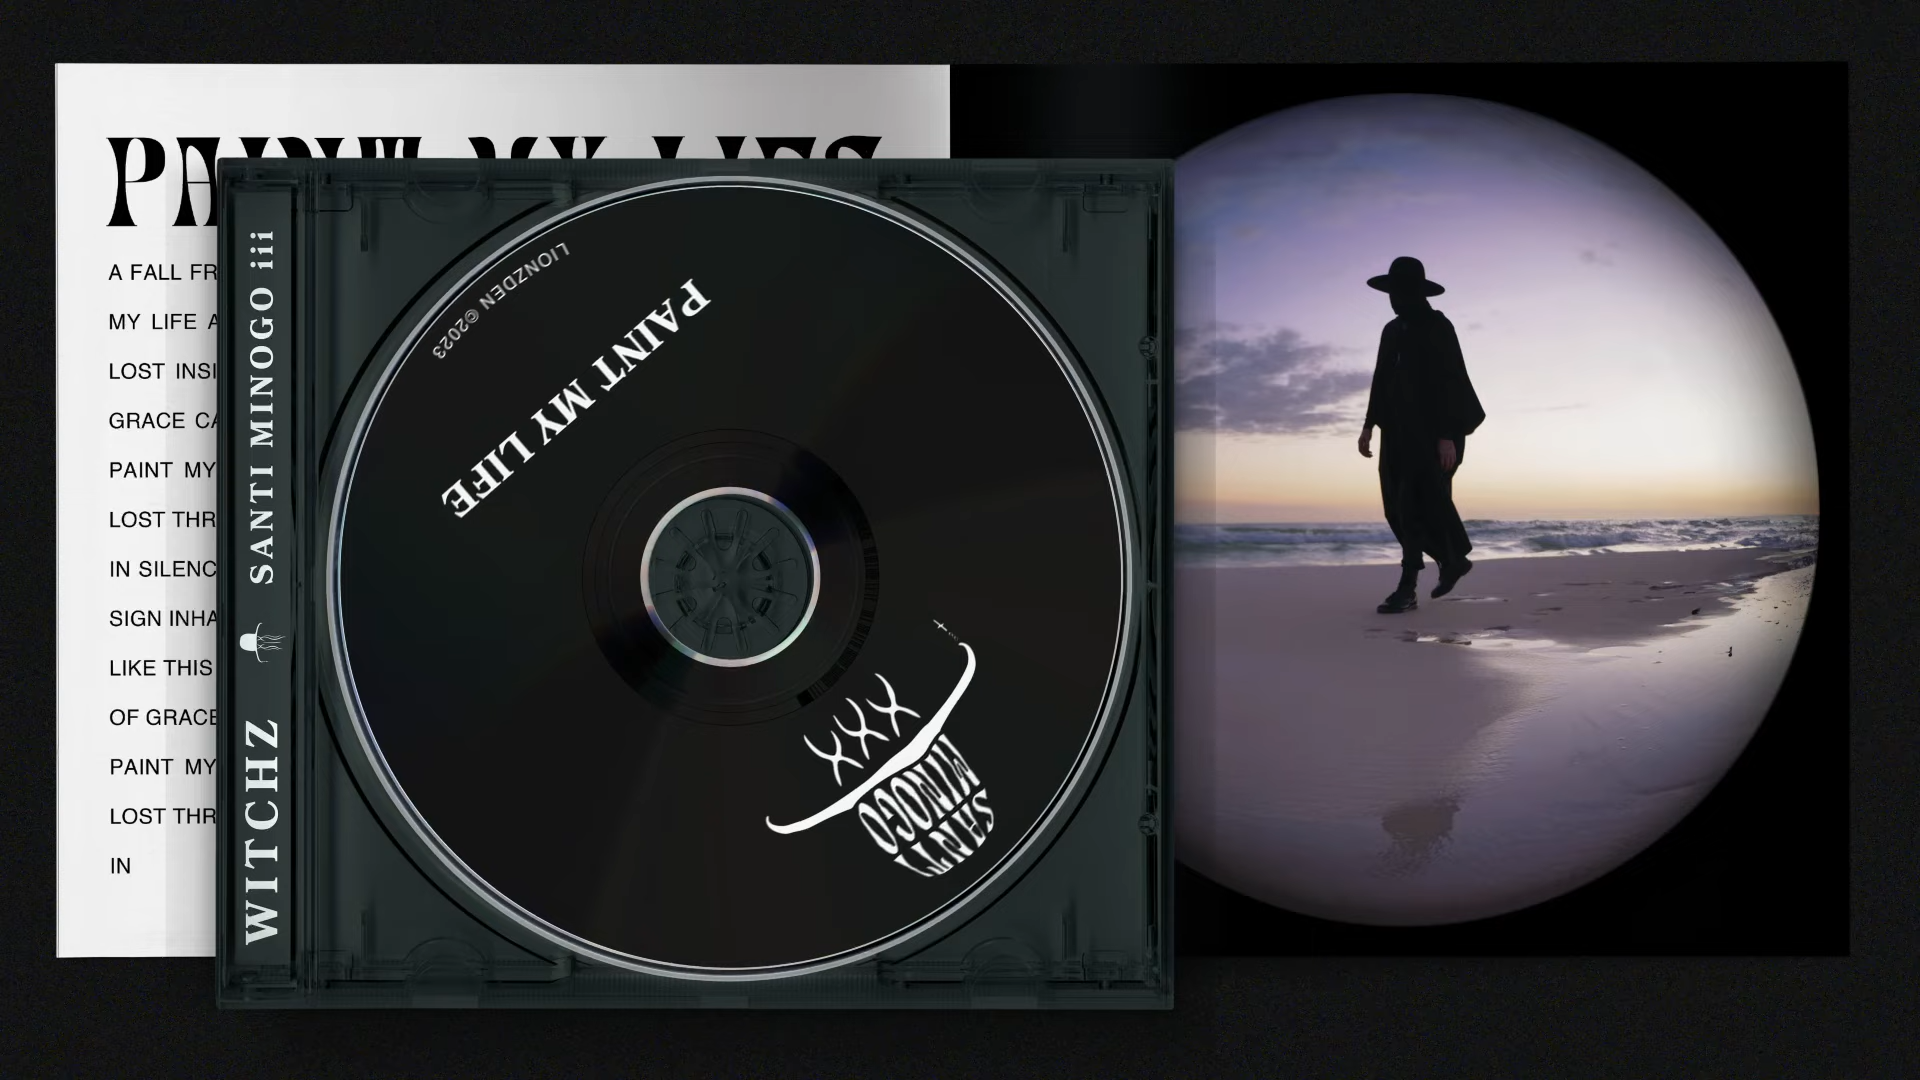 PAINT MY LIFE
A FALL FR
MY LIFE A
LOST INSI
GRACE CA
PAINT MY
LOST THR
IN SILENC
SIGN INHA
LIKE THIS
OF GRACE
PAINT MY
LOST THR
IN
WITCHZ SANTI MINOGO iii
LIONZDEN ©2023
PAINT MY LIFE
SANTI
MINOGO
XXX